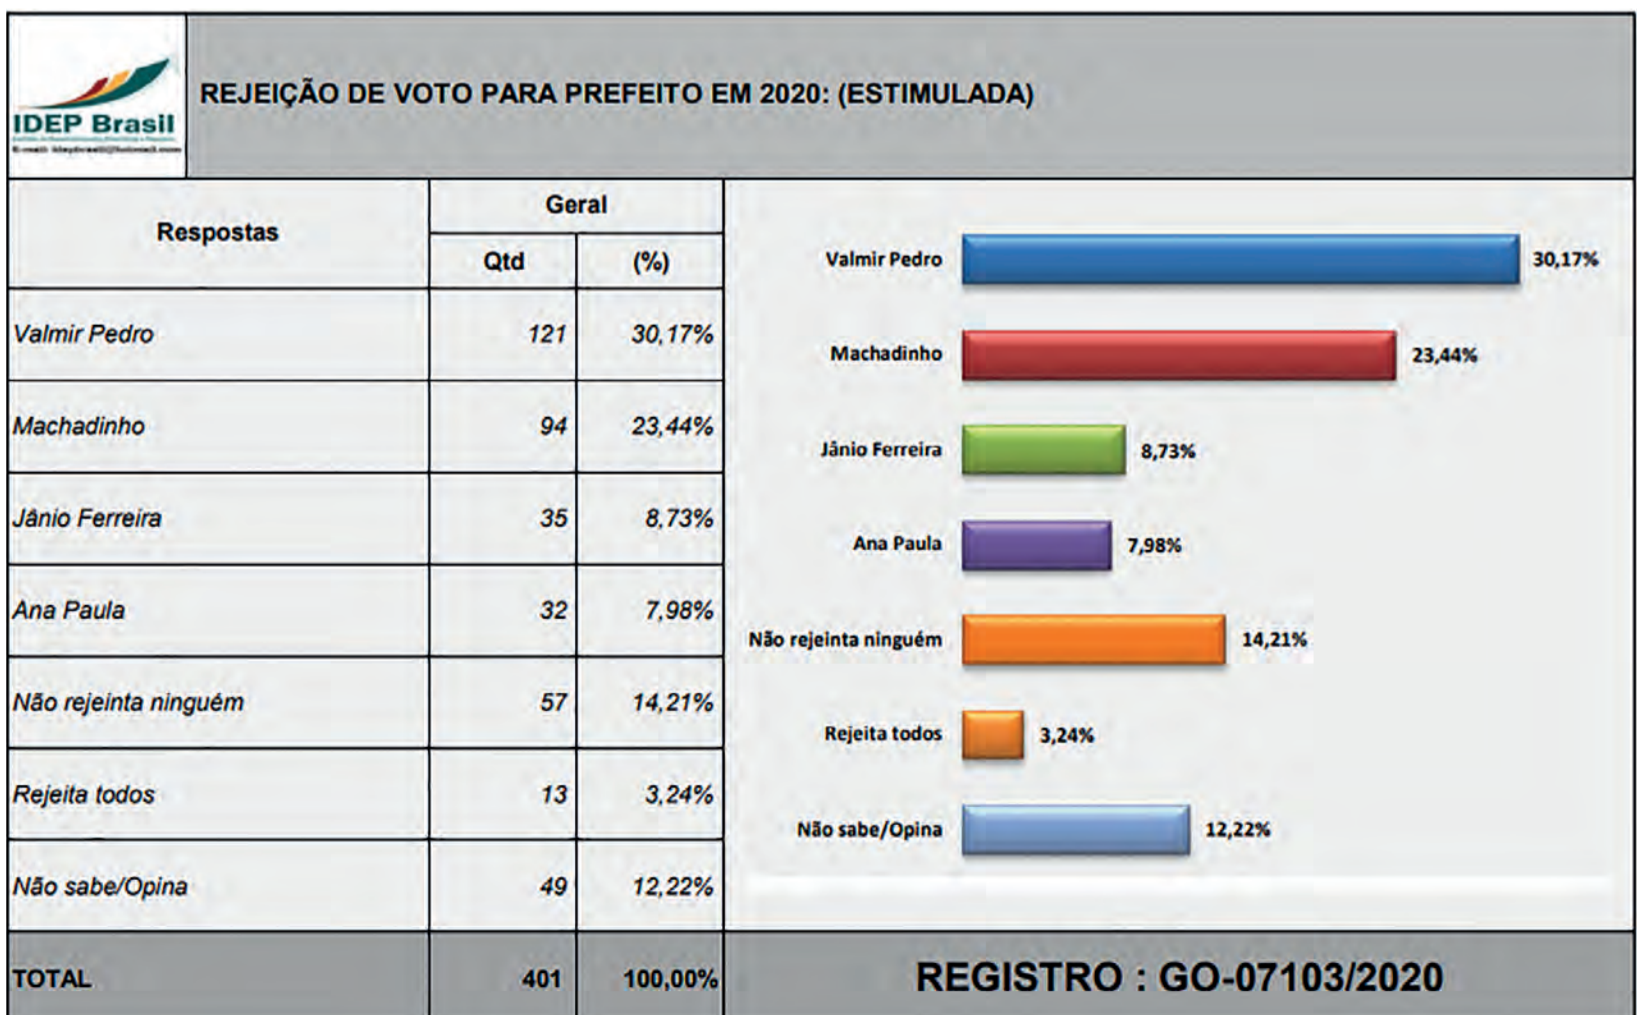 IDEP Brasil
REJEIÇÃO DE VOTO PARA PREFEITO EM 2020: (ESTIMULADA)
Respostas
Geral
Qtd (%)
Valmir Pedro 121 30,17%
Machadinho 94 23,44%
Jânio Ferreira 35 8,73%
Ana Paula 32 7,98%
Não rejeinta ninguém 57 14,21%
Rejeita todos 13 3,24%
Não sabe/Opina 49 12,22%
TOTAL 401 100,00%
Valmir Pedro 30,17%
Machadinho 23,44%
Jânio Ferreira 8,73%
Ana Paula 7,98%
Não rejeinta ninguém 14,21%
Rejeita todos 3,24%
Não sabe/Opina 12,22%
REGISTRO : GO-07103/2020